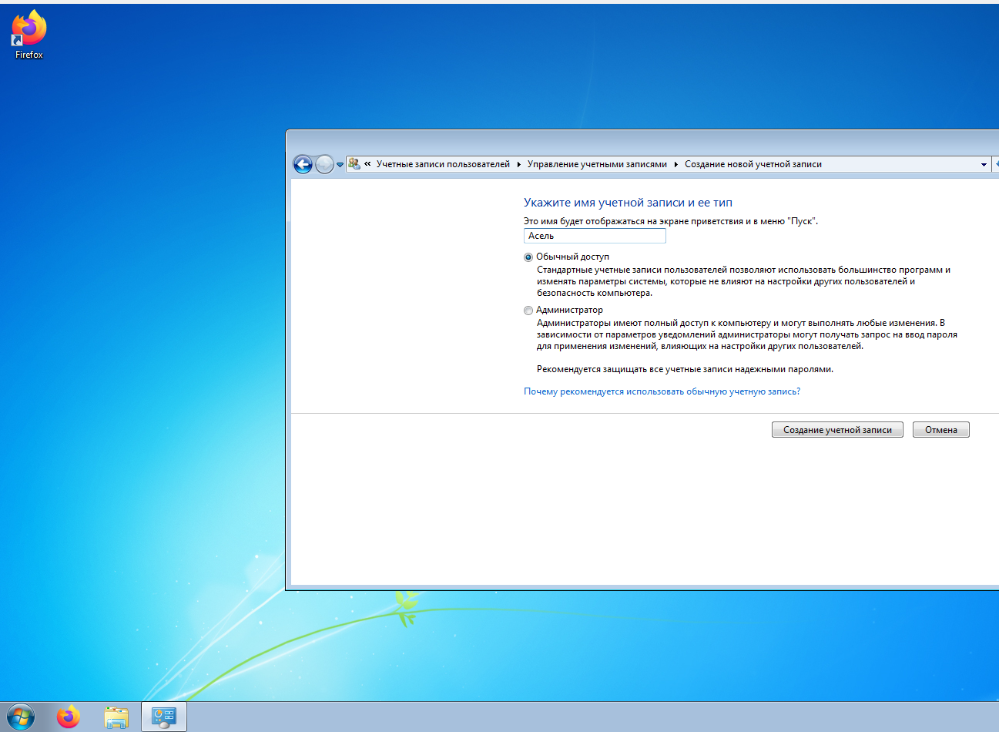 Firefox
« Учетные записи пользователей Управление учетными записями Создание новой учетной записи
Укажите имя учетной записи и ее тип
Это имя будет отображаться на экране приветствия и в меню "Пуск".
Асель
Обычный доступ
Стандартные учетные записи пользователей позволяют использовать большинство программ и
изменять параметры системы, которые не влияют на настройки других пользователей и
безопасность компьютера.
Администратор
Администраторы имеют полный доступ к компьютеру и могут выполнять любые изменения. В
зависимости от параметров уведомлений администраторы могут получать запрос на ввод пароля
для применения изменений, влияющих на настройки других пользователей.
Рекомендуется защищать все учетные записи надежными паролями.
Почему рекомендуется использовать обычную учетную запись?
Создание учетной записи Отмена